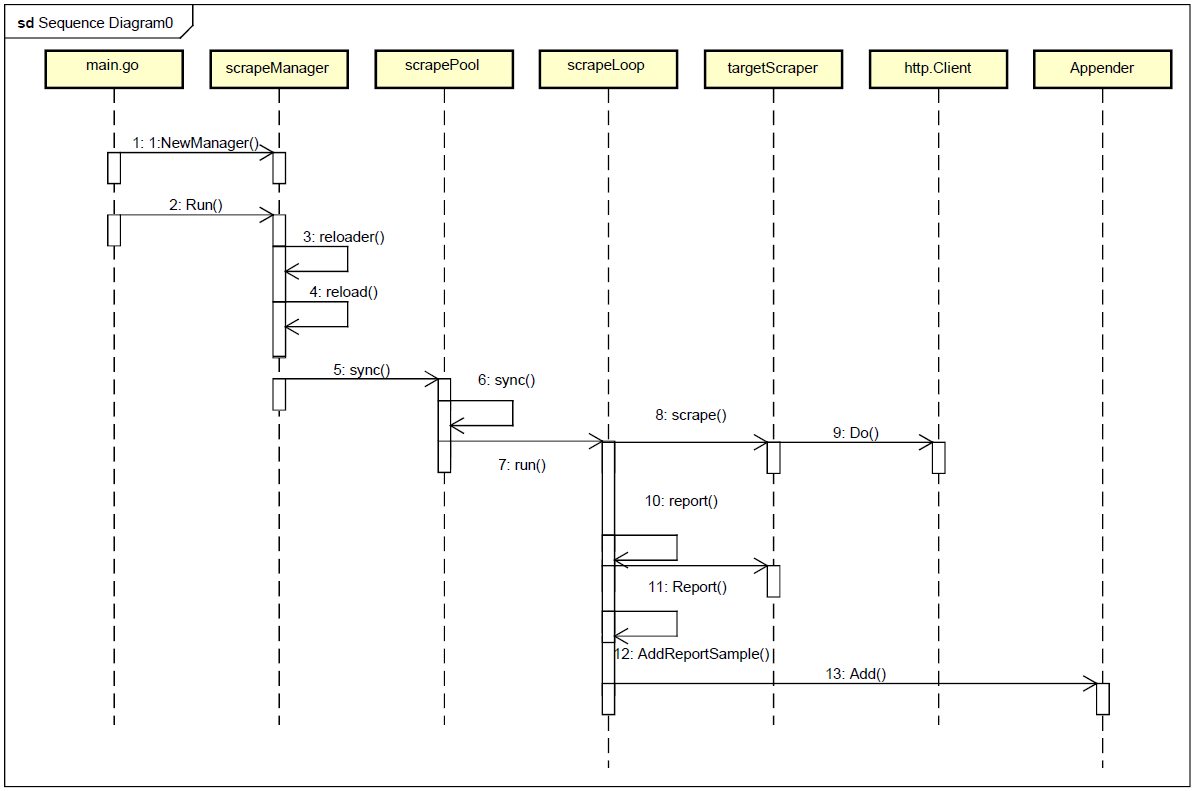 sd Sequence Diagram0
main.go
scrapeManager
scrapePool
scrapeLoop
targetScraper
http.Client
Appender
1: 1:NewManager()
2: Run()
3: reloader()
4: reload()
5: sync()
6: sync()
7: run()
8: scrape()
9: Do()
10: report()
11: Report()
12: AddReportSample()
13: Add()